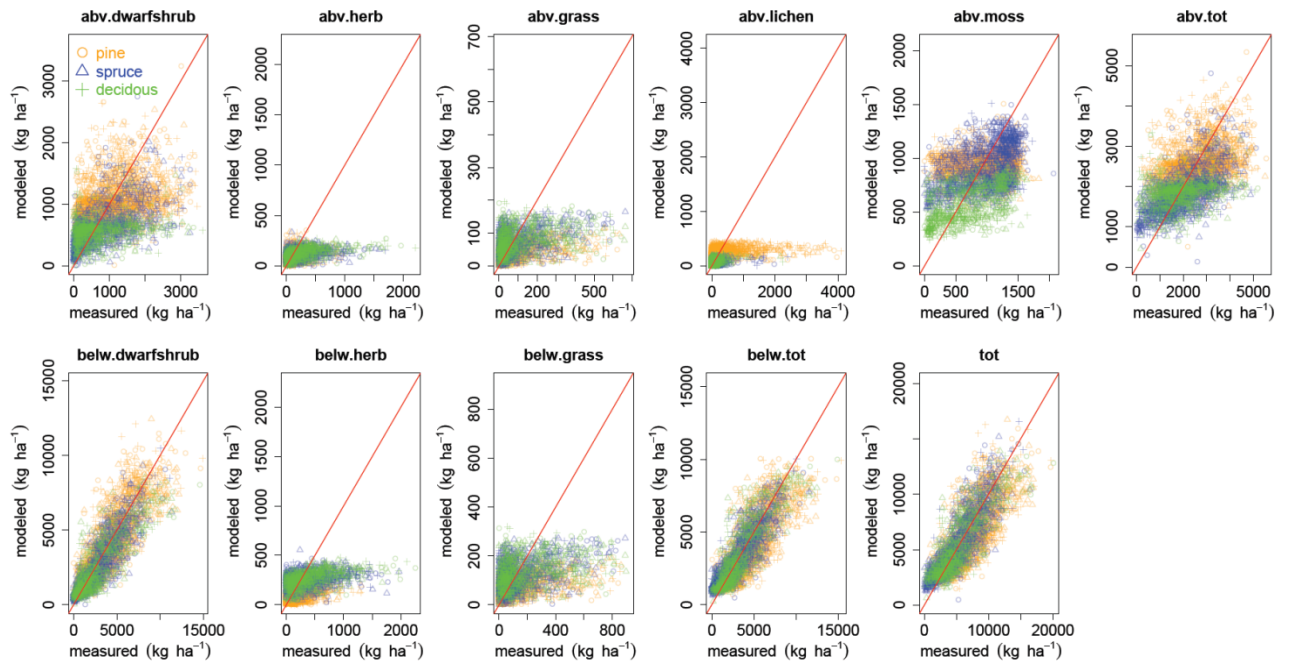 abv.dwarfshrub
abv.herb
abv.grass
abv.lichen
abv.moss
abv.tot
modeled (kg ha⁻¹)
0 1000 2000 3000
pine
spruce
decidous
0 1000 3000
measured (kg ha⁻¹)
modeled (kg ha⁻¹)
0 500 1000 1500 2000
0 1000 2000
measured (kg ha⁻¹)
modeled (kg ha⁻¹)
0 100 200 300 400 500 600 700
0 200 600
measured (kg ha⁻¹)
modeled (kg ha⁻¹)
0 1000 2000 3000 4000
0 1000 2000 4000
measured (kg ha⁻¹)
modeled (kg ha⁻¹)
0 500 1000 1500 2000
0 500 1500
measured (kg ha⁻¹)
modeled (kg ha⁻¹)
0 1000 3000 5000
0 2000 5000
measured (kg ha⁻¹)
belw.dwarfshrub
belw.herb
belw.grass
belw.tot
tot
modeled (kg ha⁻¹)
0 5000 10000 15000
0 5000 15000
measured (kg ha⁻¹)
modeled (kg ha⁻¹)
0 500 1000 1500 2000
0 1000 2000
measured (kg ha⁻¹)
modeled (kg ha⁻¹)
0 200 400 600 800
0 400 800
measured (kg ha⁻¹)
modeled (kg ha⁻¹)
0 5000 10000 15000
0 5000 15000
measured (kg ha⁻¹)
modeled (kg ha⁻¹)
0 5000 10000 20000
0 5000 10000 20000
measured (kg ha⁻¹)